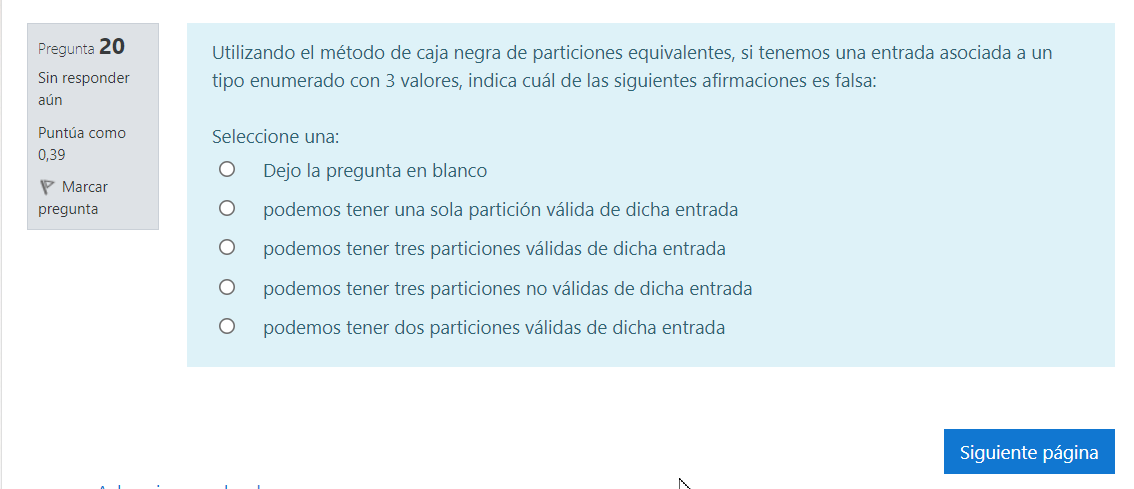 Pregunta 20
Sin responder
aún
Puntúa como
0,39
Marcar
pregunta
Utilizando el método de caja negra de particiones equivalentes, si tenemos una entrada asociada a un
tipo enumerado con 3 valores, indica cuál de las siguientes afirmaciones es falsa:
Seleccione una:
Dejo la pregunta en blanco
podemos tener una sola partición válida de dicha entrada
podemos tener tres particiones válidas de dicha entrada
podemos tener tres particiones no válidas de dicha entrada
podemos tener dos particiones válidas de dicha entrada
Siguiente página